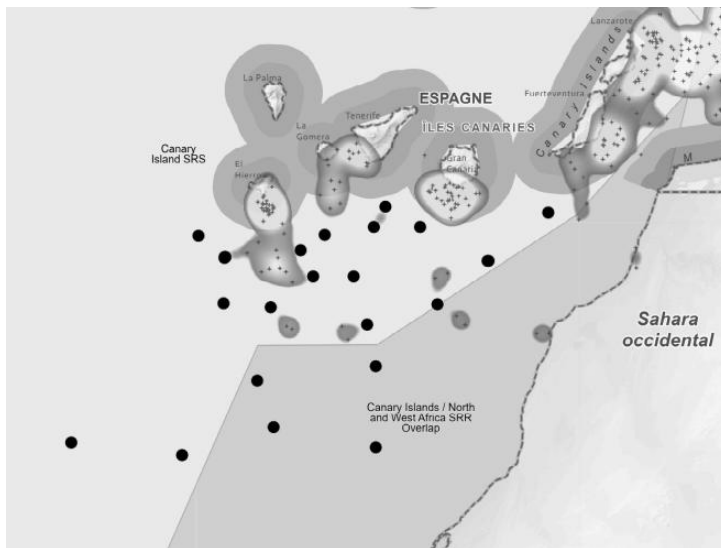 Lanzarote
La Palma
Canary Islands
Fuerteventura
ESPAGNE
Tenerife
La
Gomera
ÎLES CANARIES
Canary
Island SRS
El
Hierro
Gran
Canaria
M
Sahara
occidental
Canary Islands / North
and West Africa SRR
Overlap